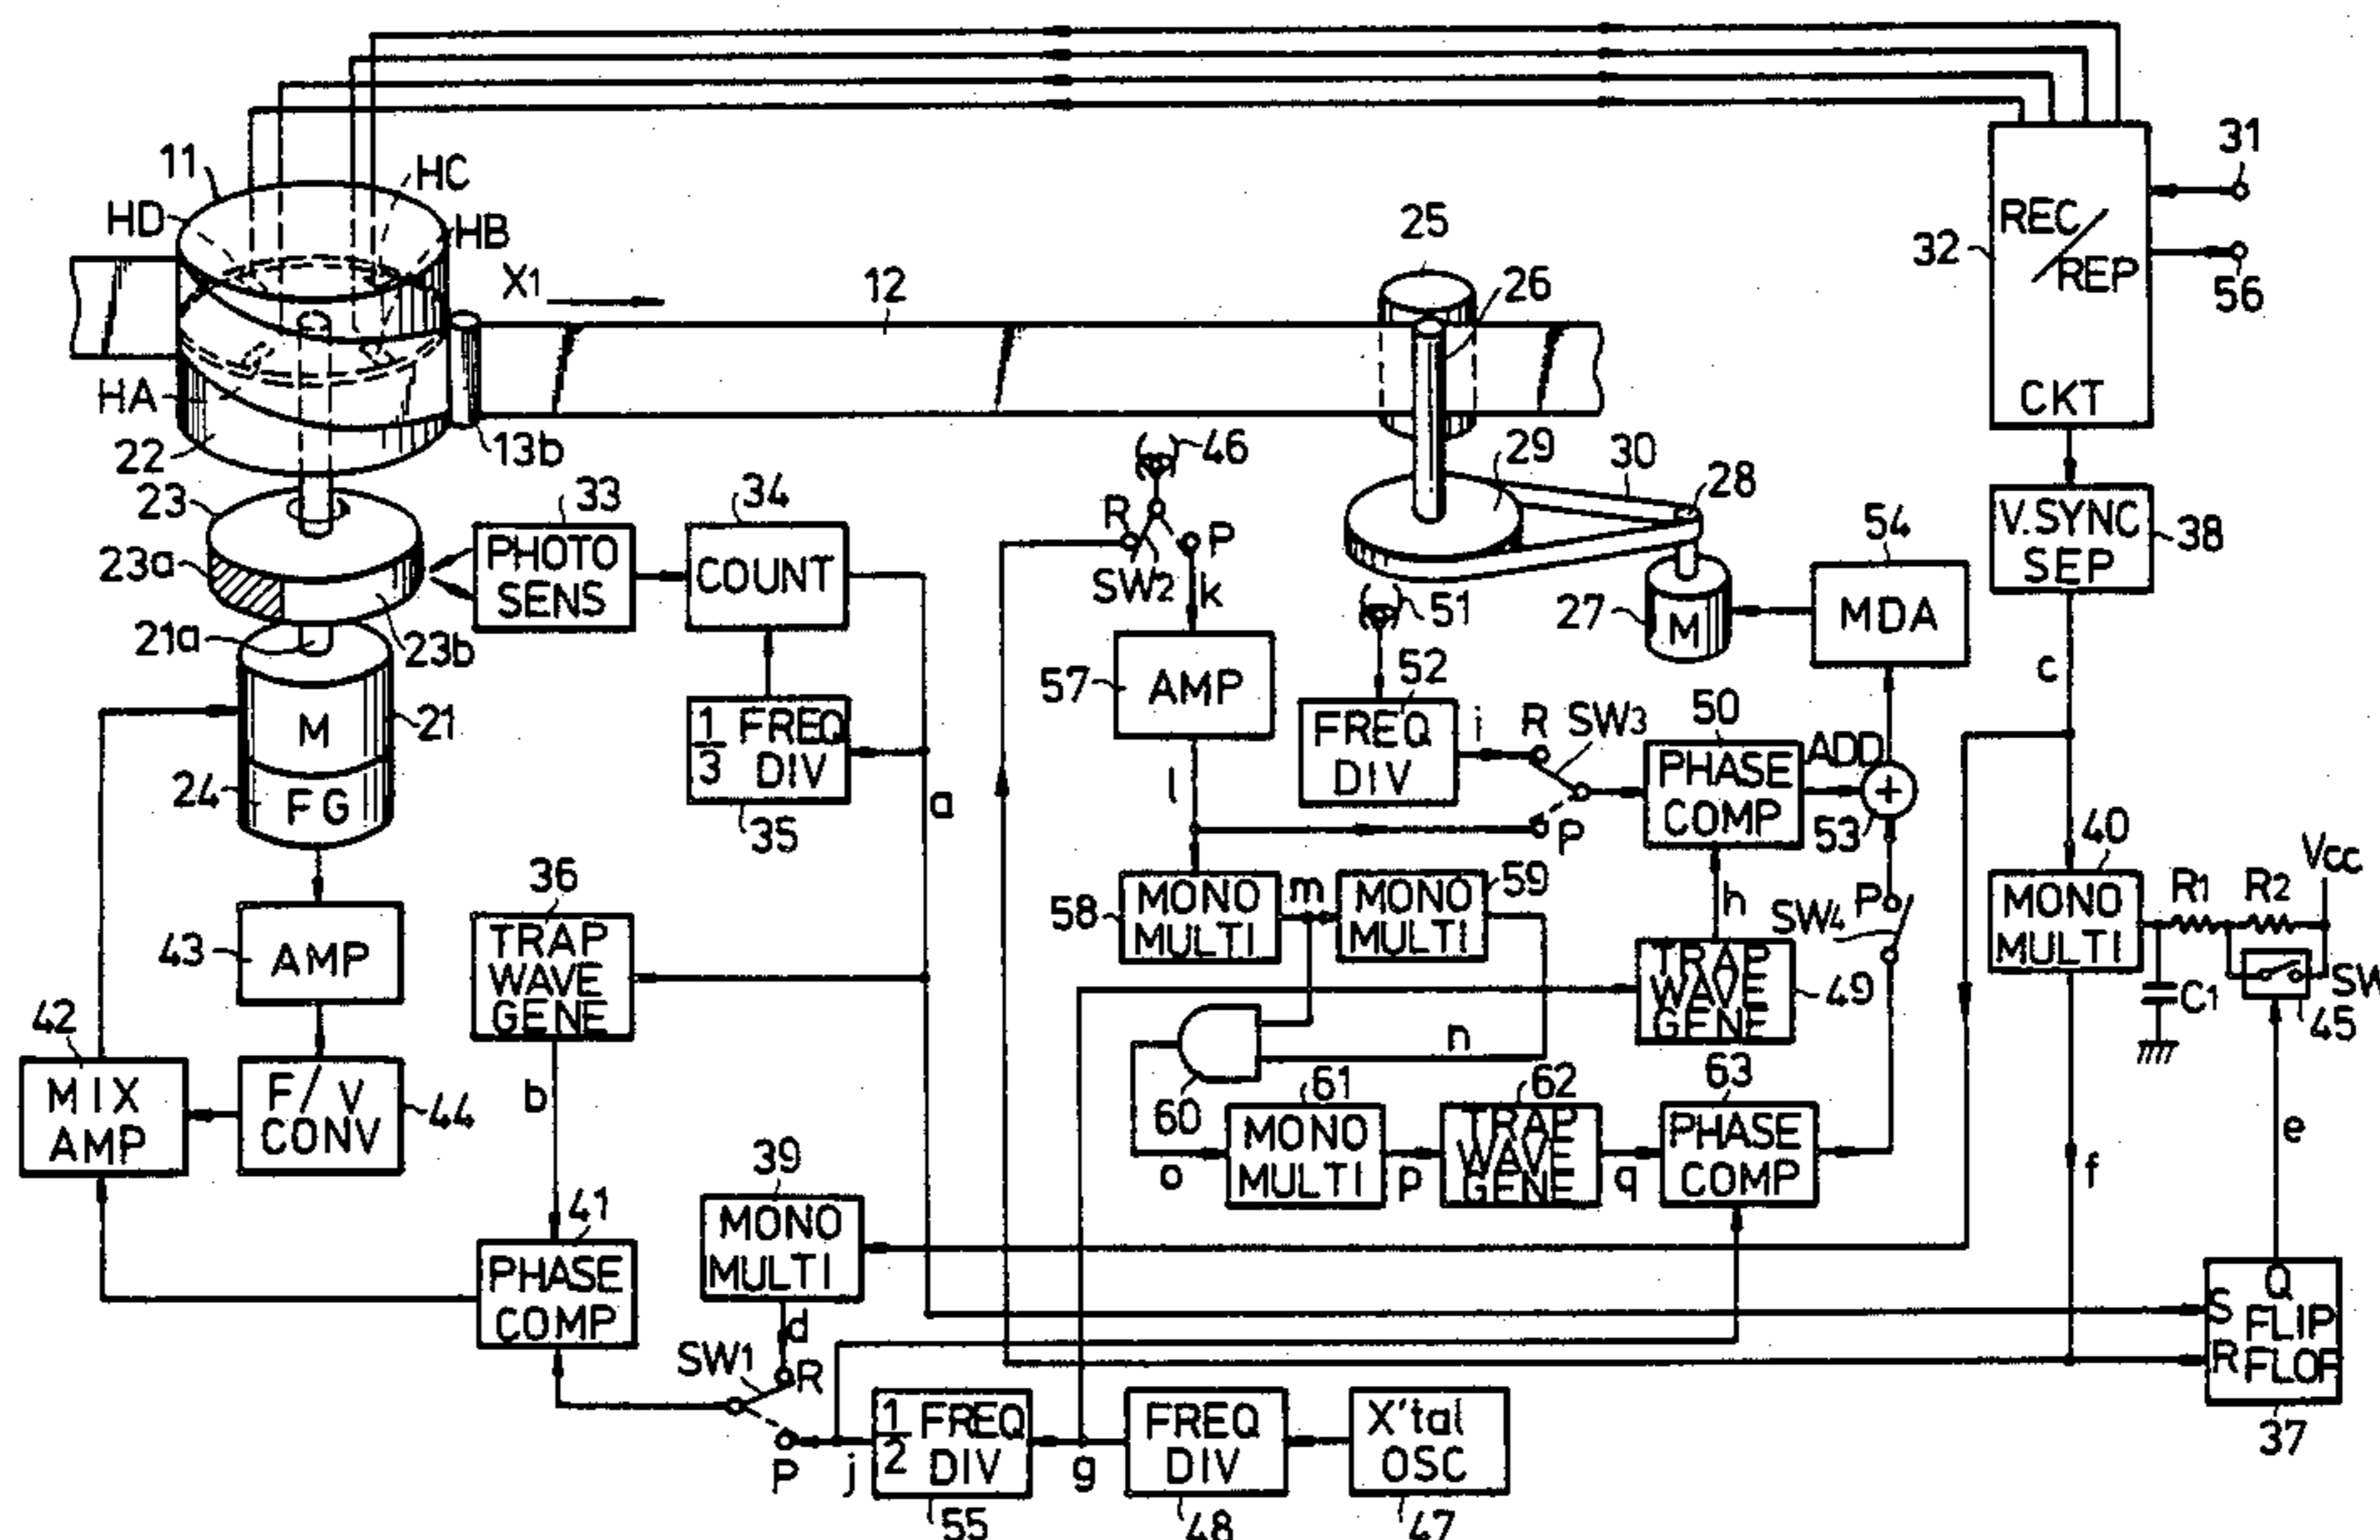 11
HD
HC
HB
X1
12
25
26
31
32
REC/REP
CKT
56
HA
22
13b
46
29
30
28
23
33
34
R
P
SW2
k
54
V.SYNC
SEP
38
23a
PHOTO
SENS
COUNT
51
27
M
MDA
21a
23b
57
AMP
52
c
M
21
1/3 FREQ
DIV
FREQ
DIV
i
R
SW3
50
PHASE
COMP
ADD
+
53
24
FG
35
a
l
P
40
Vcc
36
58
MONO
MULTI
m
MONO
MULTI
59
h
SW4
P
MONO
MULTI
R1
R2
43
AMP
TRAP
WAVE
GENE
TRAP
WAVE
GENE
49
C1
SW
45
42
MIX
AMP
F/V
CONV
44
b
n
60
61
62
63
MONO
MULTI
TRAP
WAVE
GENE
PHASE
COMP
o
p
q
e
f
39
MONO
MULTI
41
PHASE
COMP
d
SW1
R
P
j
1/2 FREQ
DIV
g
FREQ
DIV
X'tal
OSC
S
Q
R
FLIP
FLOP
37
55
48
47